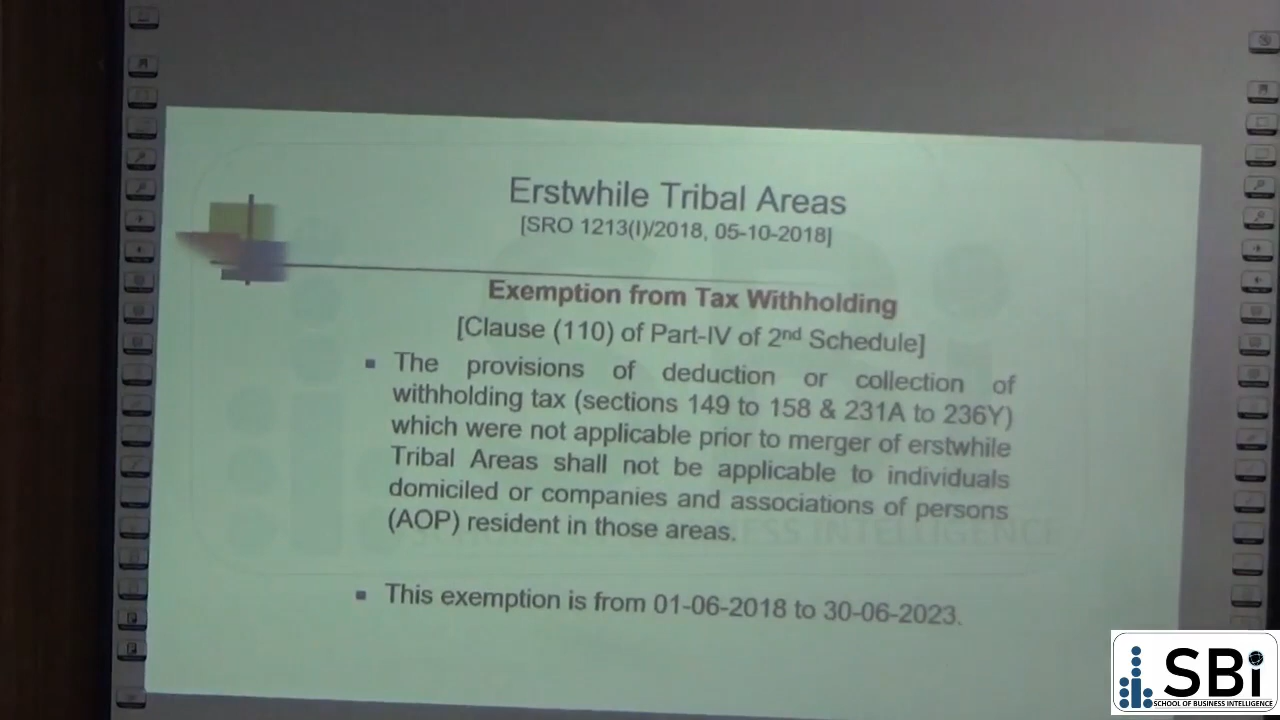 Erstwhile Tribal Areas
[SRO 1213(I)/2018, 05-10-2018]
Exemption from Tax Withholding
[Clause (110) of Part-IV of 2nd Schedule]
▪ The provisions of deduction or collection of
withholding tax (sections 149 to 158 & 231A to 236Y)
which were not applicable prior to merger of erstwhile
Tribal Areas shall not be applicable to individuals
domiciled or companies and associations of persons
(AOP) resident in those areas.
▪ This exemption is from 01-06-2018 to 30-06-2023.
SBi
SCHOOL OF BUSINESS INTELLIGENCE